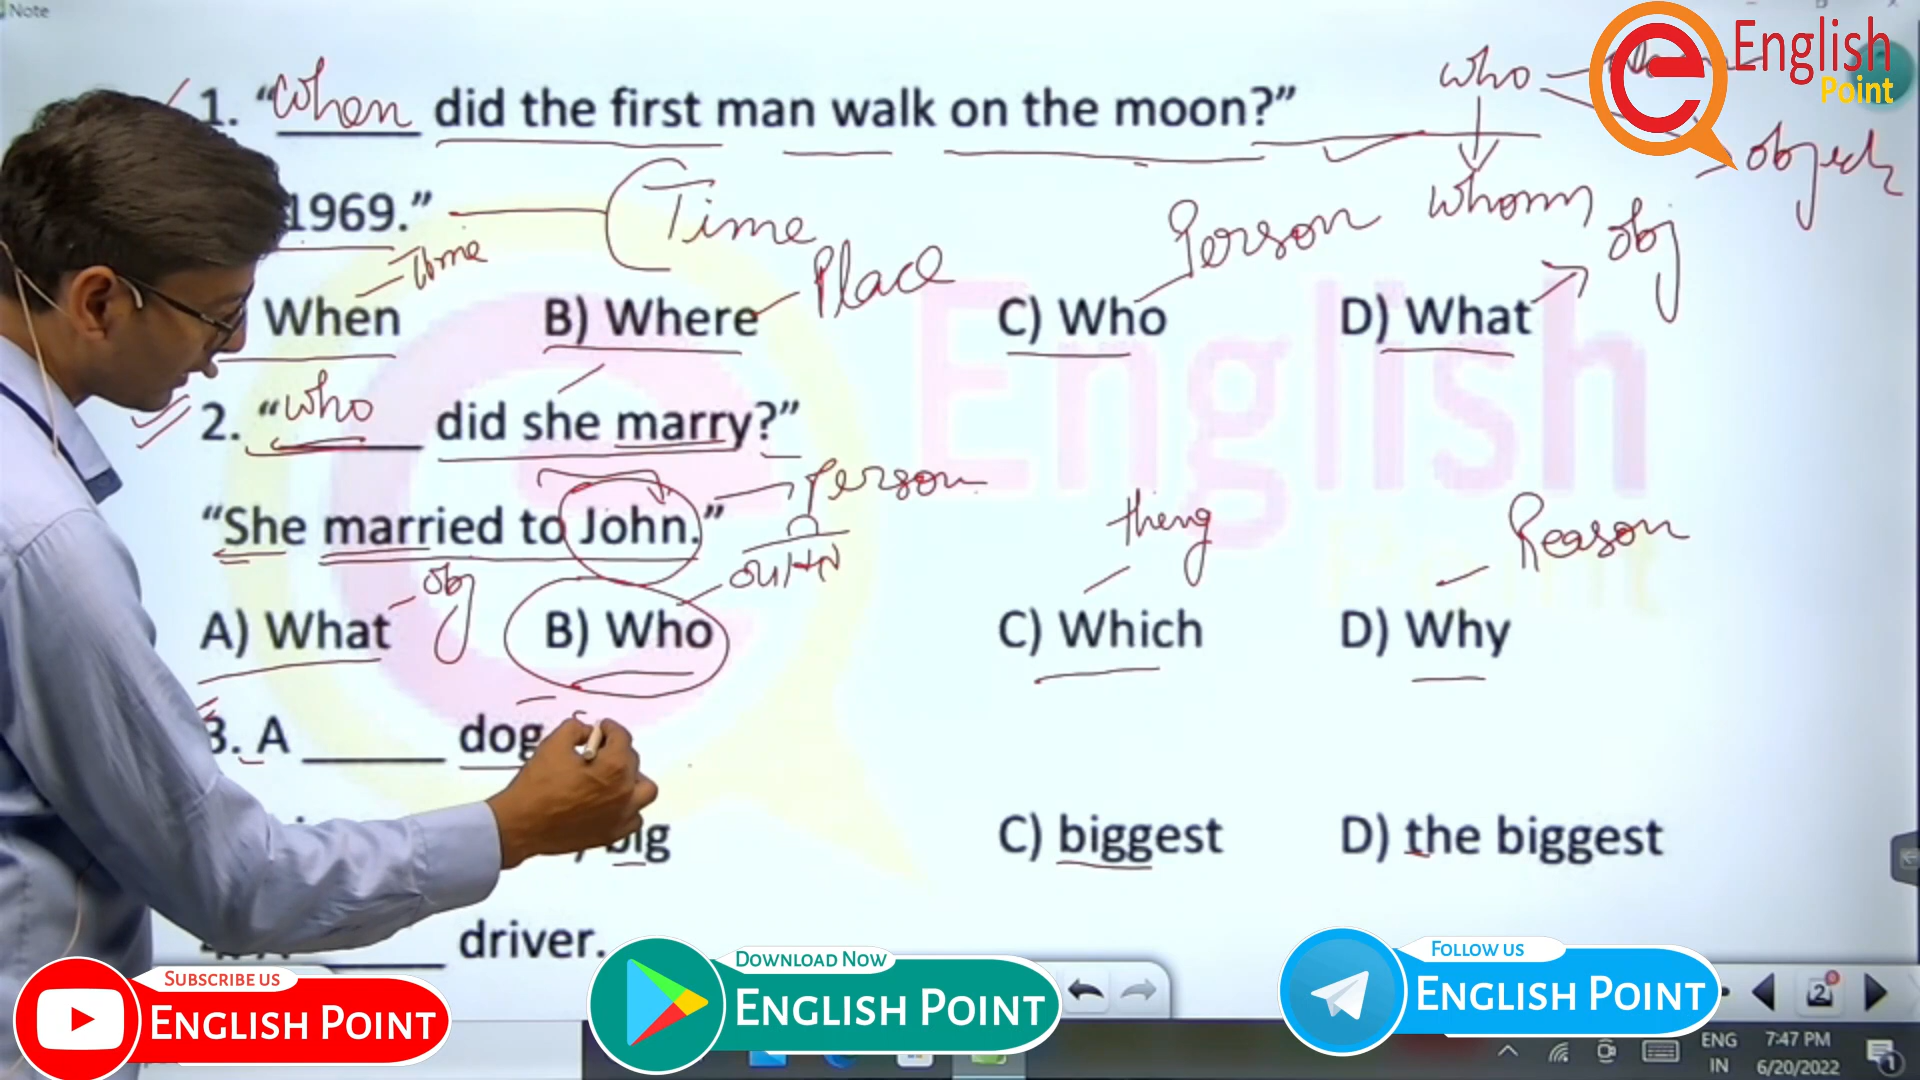 Note
English
Point
1. "When did the first man walk on the moon?"
who
object
1969."
Time
Time
Place
Person
whom
obj
When B) Where C) Who D) What
2. "who did she marry?"
Person
"She married to John."
thing
Reason
obj
A) What B) Who C) Which D) Why
3. A ______ dog
big C) biggest D) the biggest
driver.
Subscribe us
English Point
Download Now
English Point
Follow us
English Point
2
ENG
IN
7:47 PM
6/20/2022
1